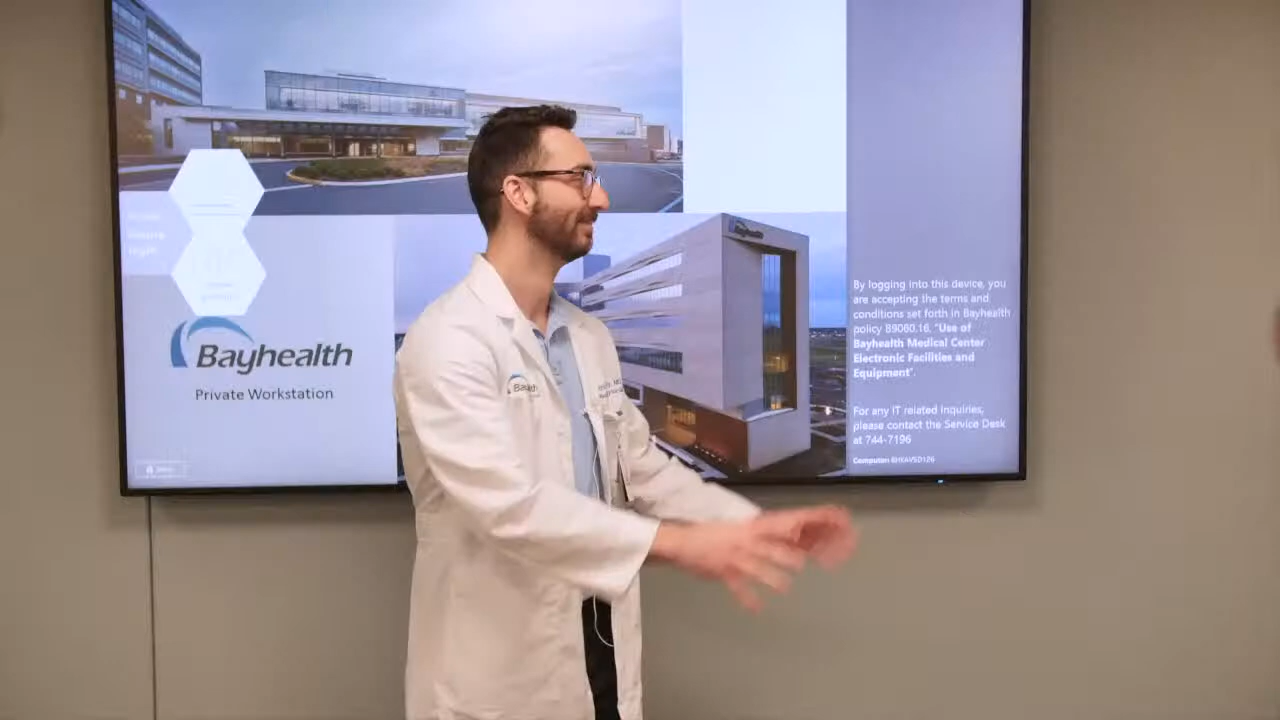 Bayhealth
Bayhealth
Private Workstation
Bayhealth
By logging into this device, you
are accepting the terms and
conditions set forth in Bayhealth
policy B9060.16, "Use of
Bayhealth Medical Center
Electronic Facilities and
Equipment".
For any IT related inquiries,
please contact the Service Desk
at 744-7196